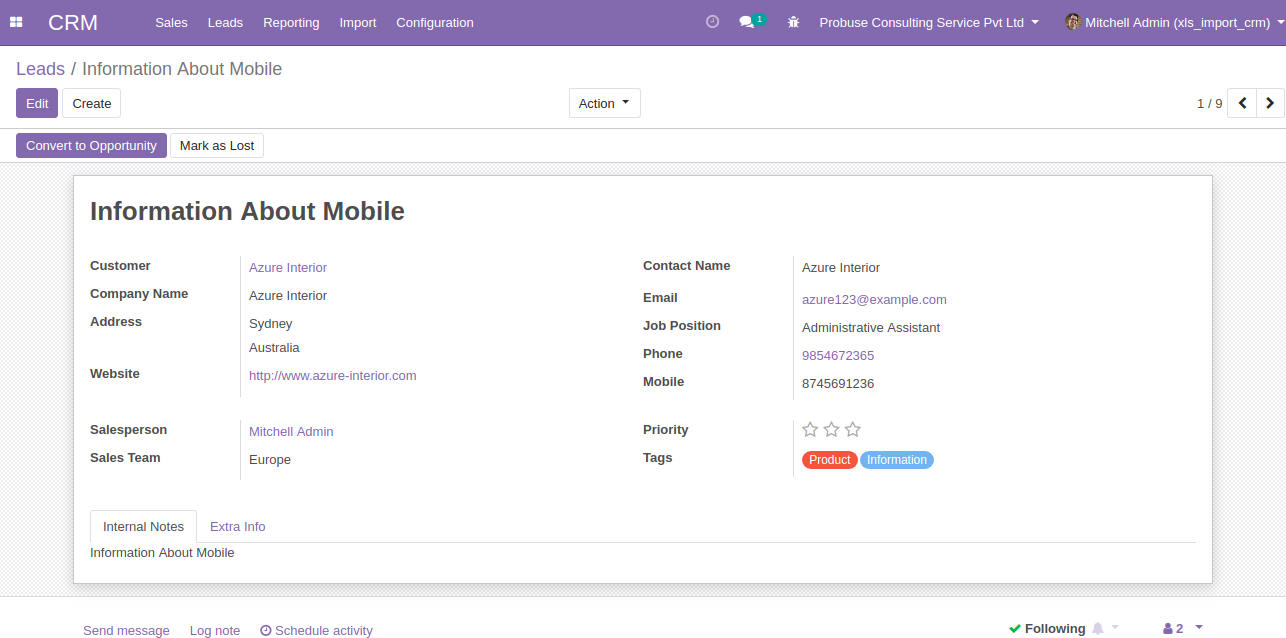 CRM Sales Leads Reporting Import Configuration 1 Probuse Consulting Service Pvt Ltd Mitchell Admin (xls_import_crm)
Leads / Information About Mobile
Edit Create Action 1 / 9
Convert to Opportunity Mark as Lost
Information About Mobile
Customer Azure Interior
Company Name Azure Interior
Address Sydney
Australia
Website http://www.azure-interior.com
Contact Name Azure Interior
Email azure123@example.com
Job Position Administrative Assistant
Phone 9854672365
Mobile 8745691236
Salesperson Mitchell Admin
Sales Team Europe
Priority
Tags Product Information
Internal Notes Extra Info
Information About Mobile
Send message Log note Schedule activity Following 2